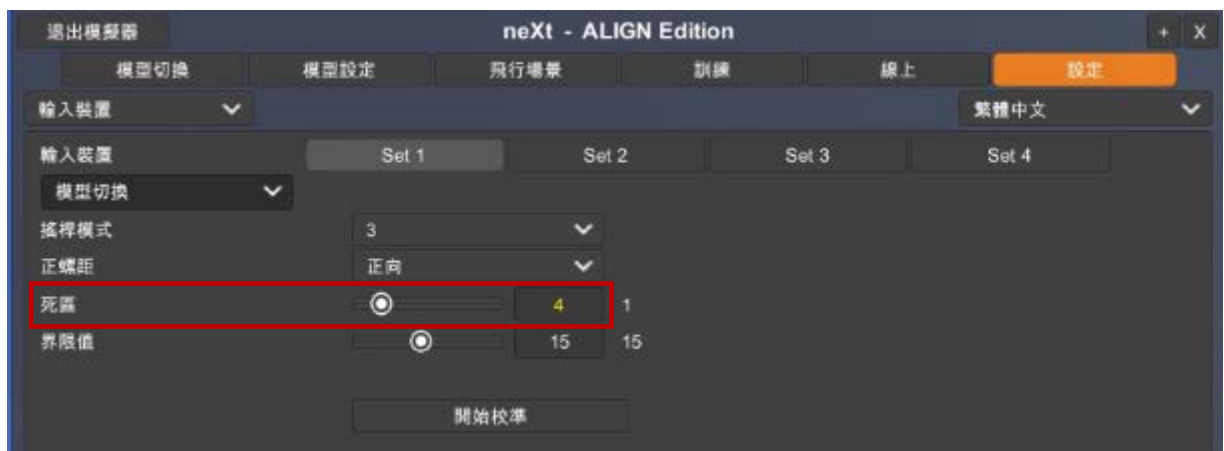 退出模擬器 neXt - ALIGN Edition + X
模型切換 模型設定 飛行場景 訓練 線上 設定
輸入裝置 繁體中文
輸入裝置 Set 1 Set 2 Set 3 Set 4
模型切換
搖桿模式 3
正螺距 正向
死區 4 1
界限值 15 15
開始校準